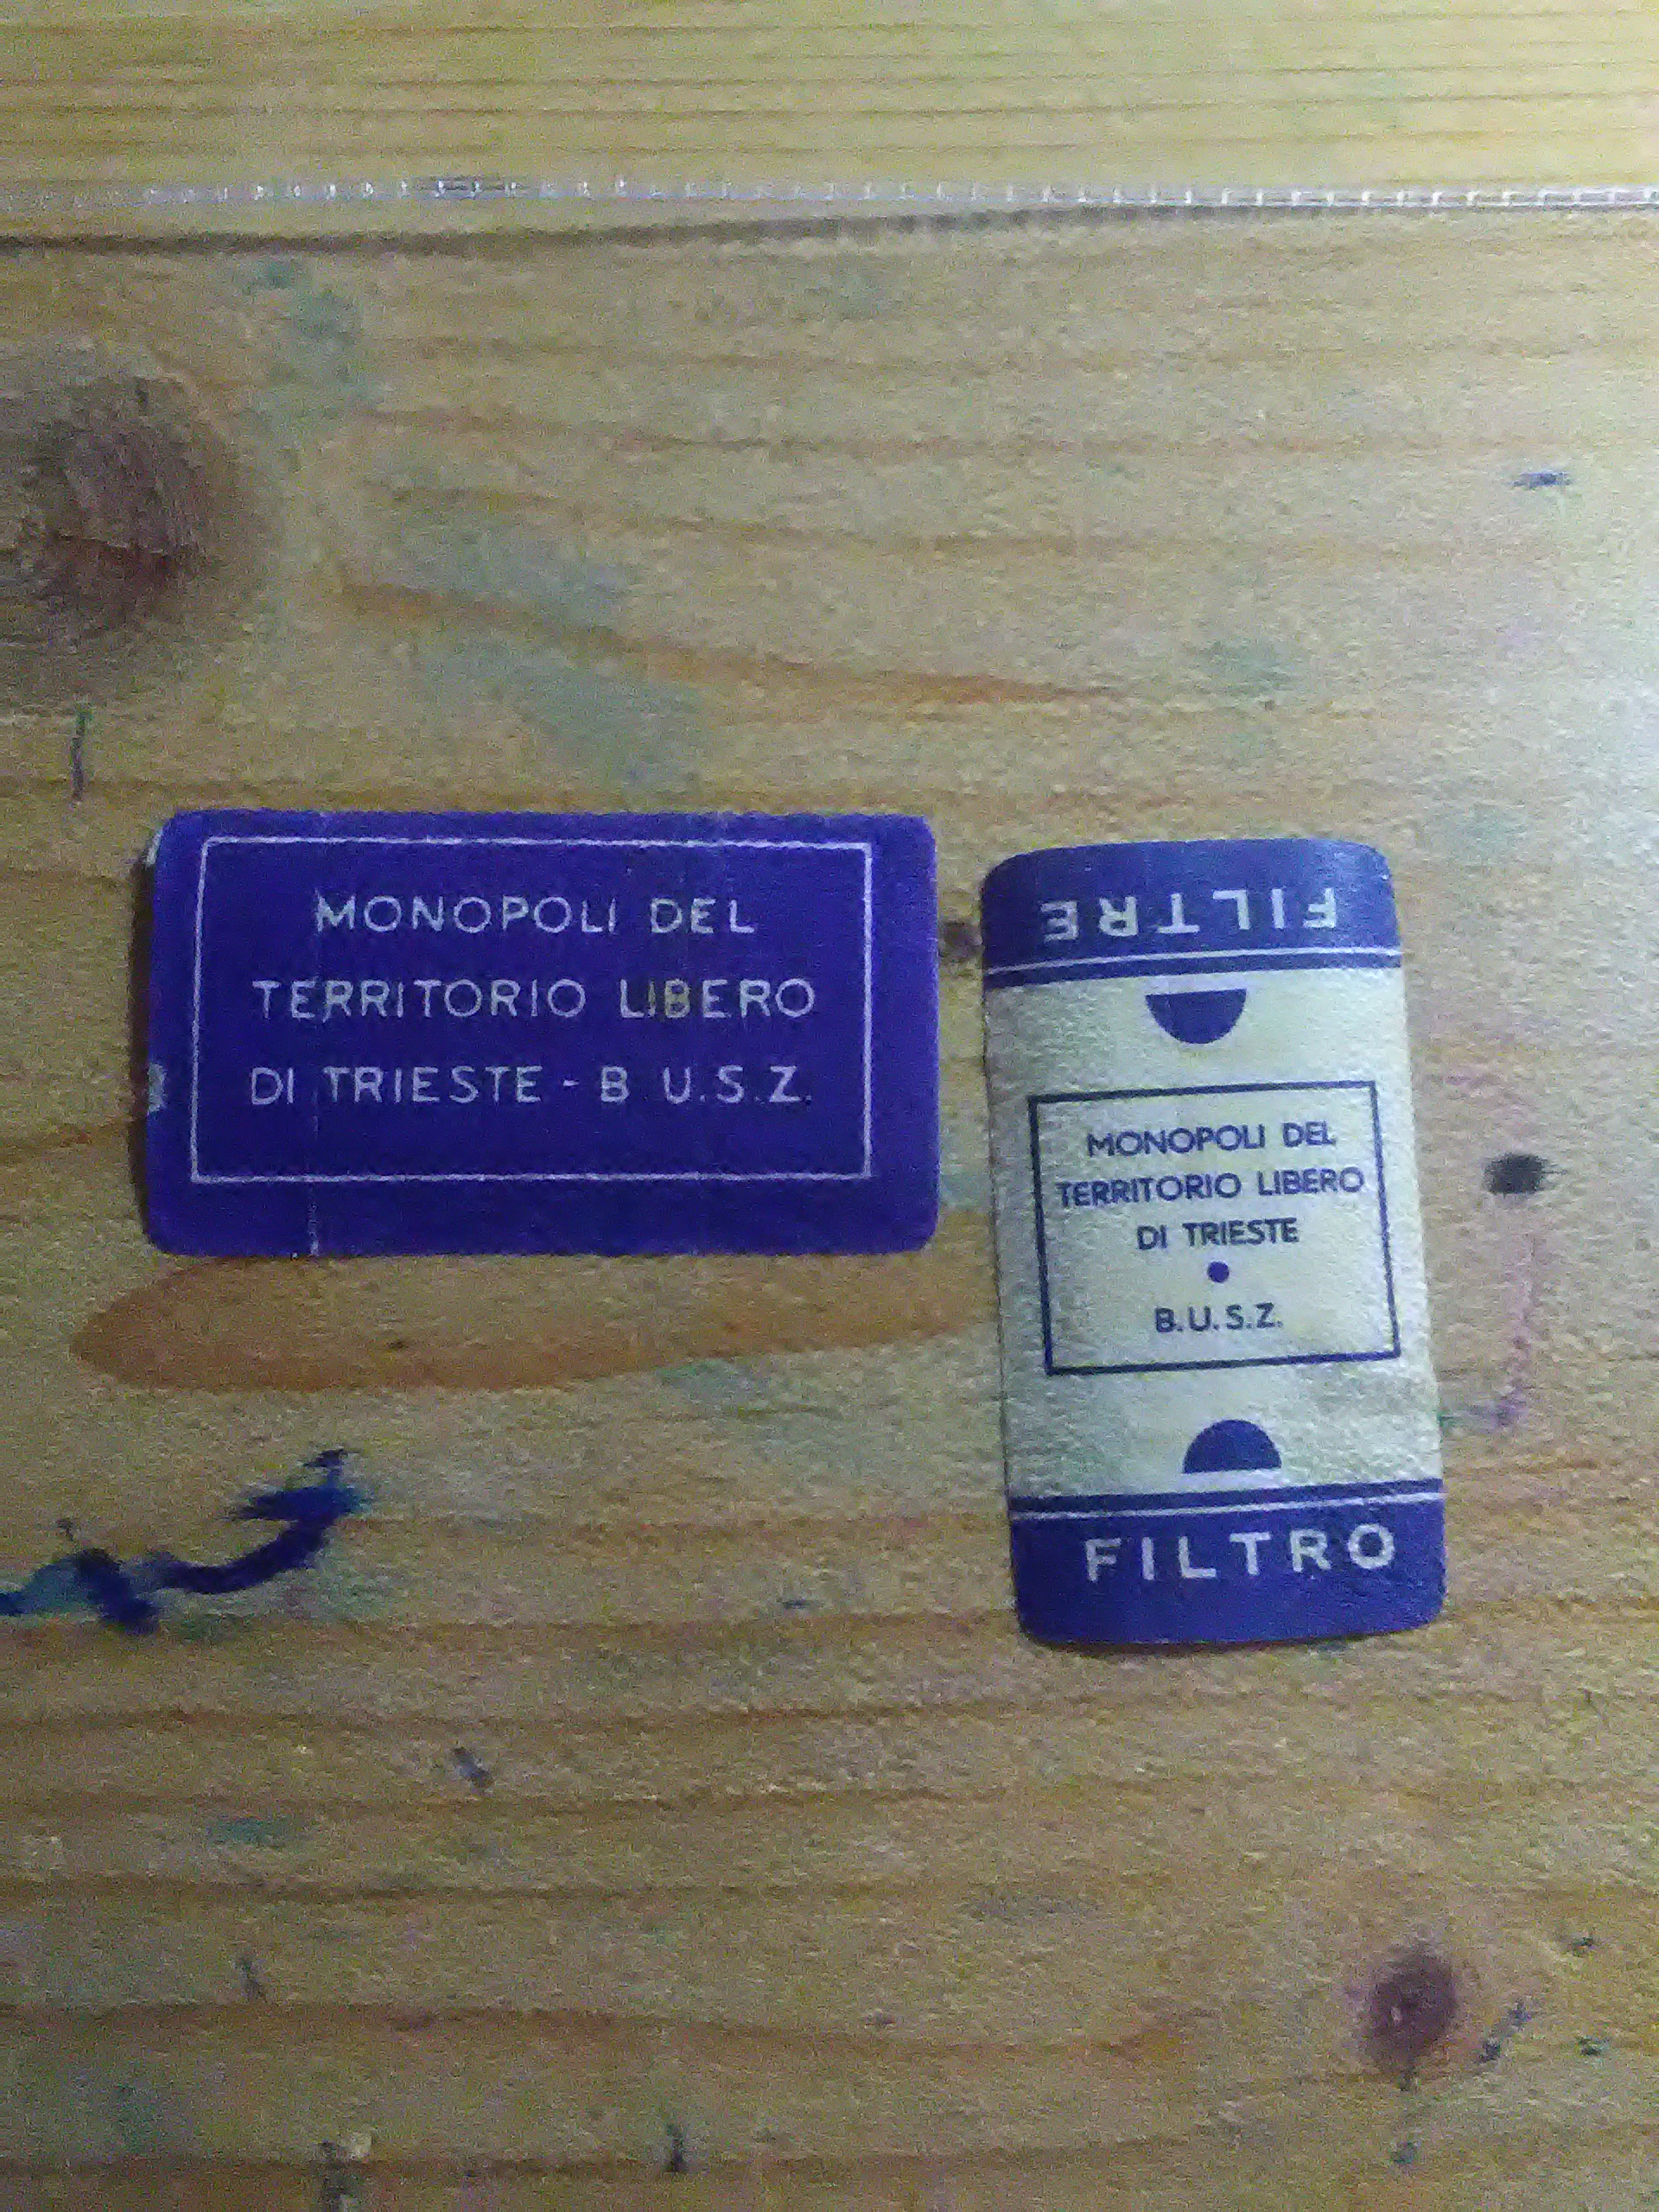 MONOPOLI DEL
TERRITORIO LIBERO
DI TRIESTE - B U.S.Z.
FILTRE
MONOPOLI DEL
TERRITORIO LIBERO
DI TRIESTE
•
B.U.S.Z.
FILTRO